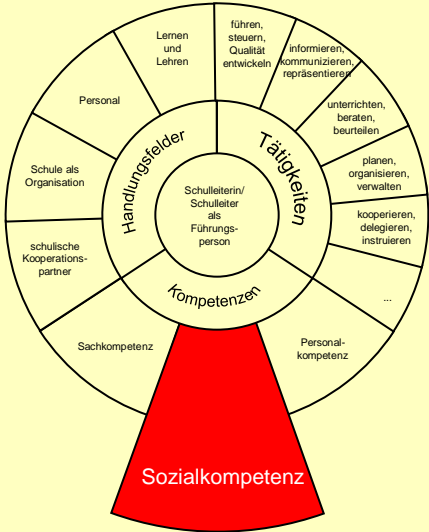 Lernen
und
Lehren
führen,
steuern,
Qualität
entwickeln
informieren,
kommunizieren,
repräsentieren
Personal
unterrichten,
beraten,
beurteilen
Handlungsfelder
Tätigkeiten
planen,
organisieren,
verwalten
Schule als
Organisation
Schulleiterin/
Schulleiter
als
Führungs-
person
kooperieren,
delegieren,
instruieren
schulische
Kooperations-
partner
Kompetenzen
...
Sachkompetenz
Personal-
kompetenz
Sozialkompetenz